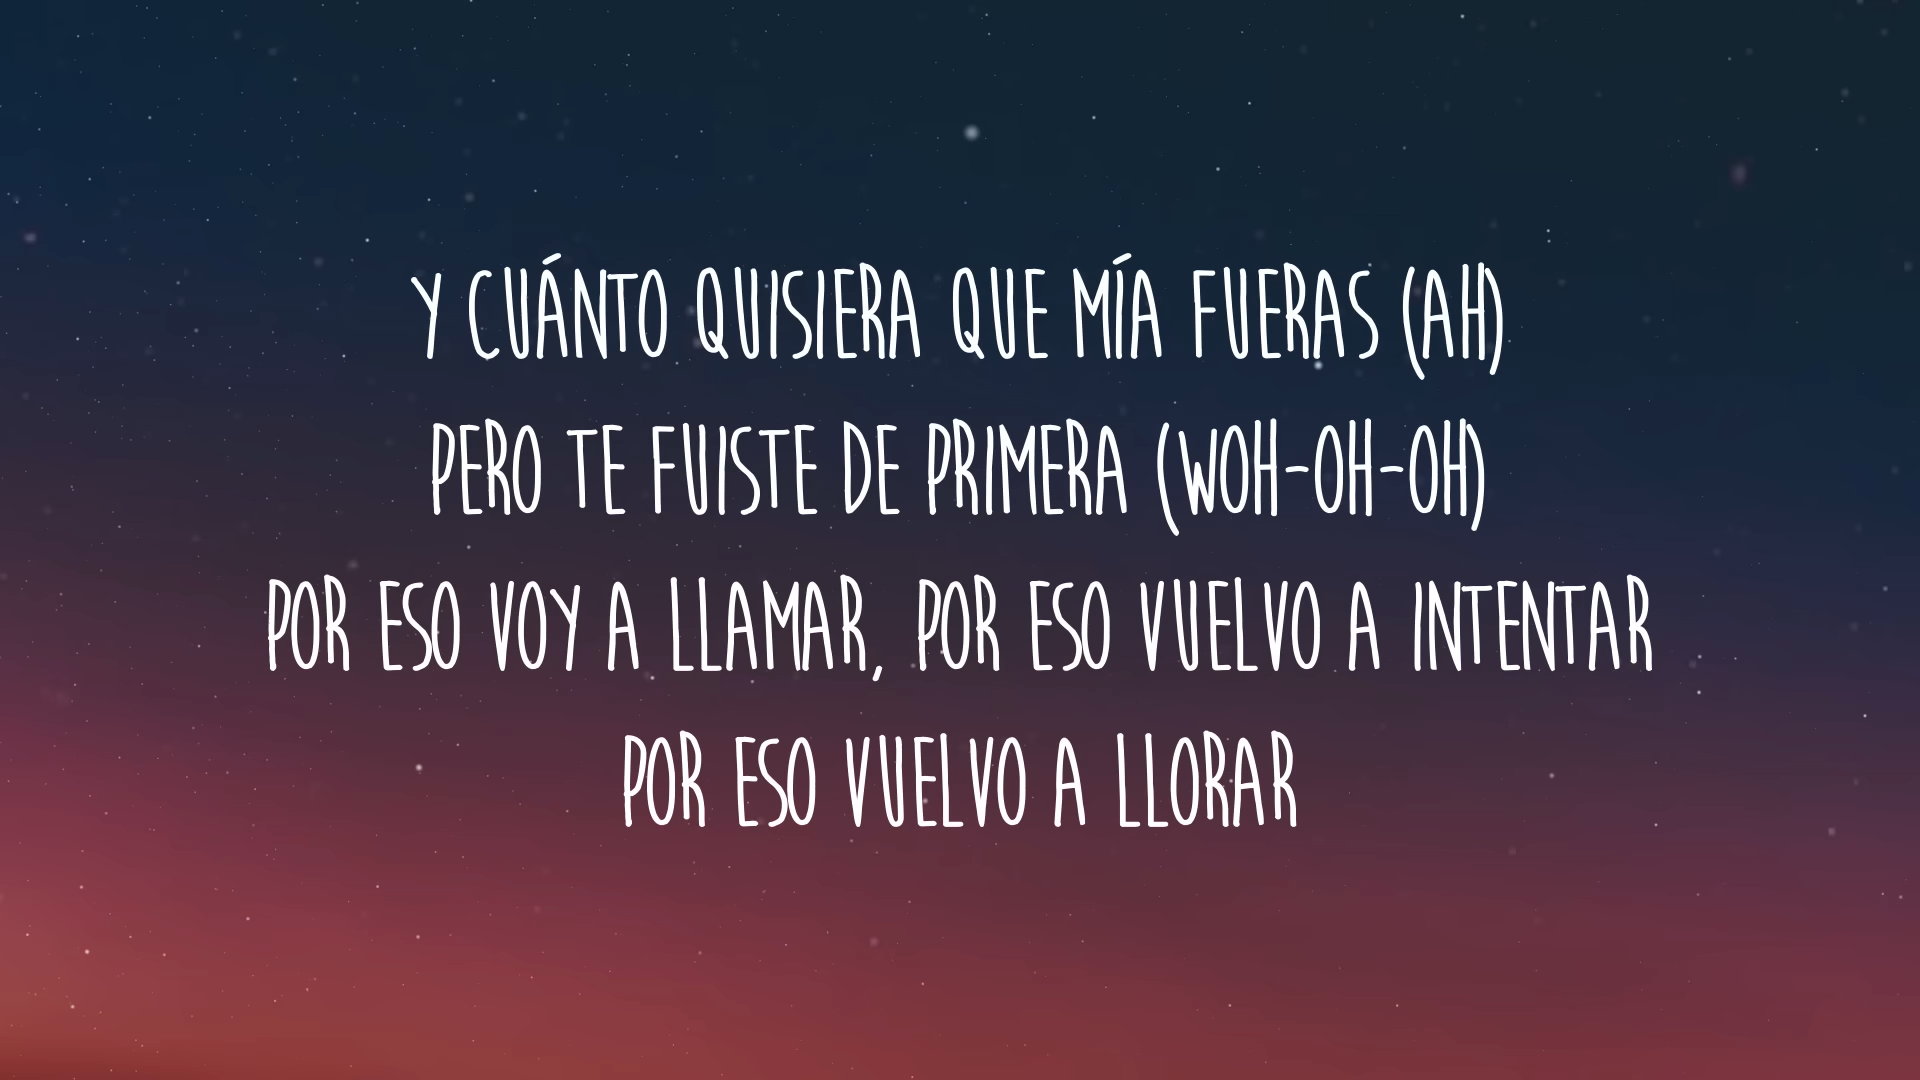 Y CUÁNTO QUISIERA QUE MÍA FUERAS (AH)
PERO TE FUISTE DE PRIMERA (WOH-OH-OH)
POR ESO VOY A LLAMAR, POR ESO VUELVO A INTENTAR
POR ESO VUELVO A LLORAR